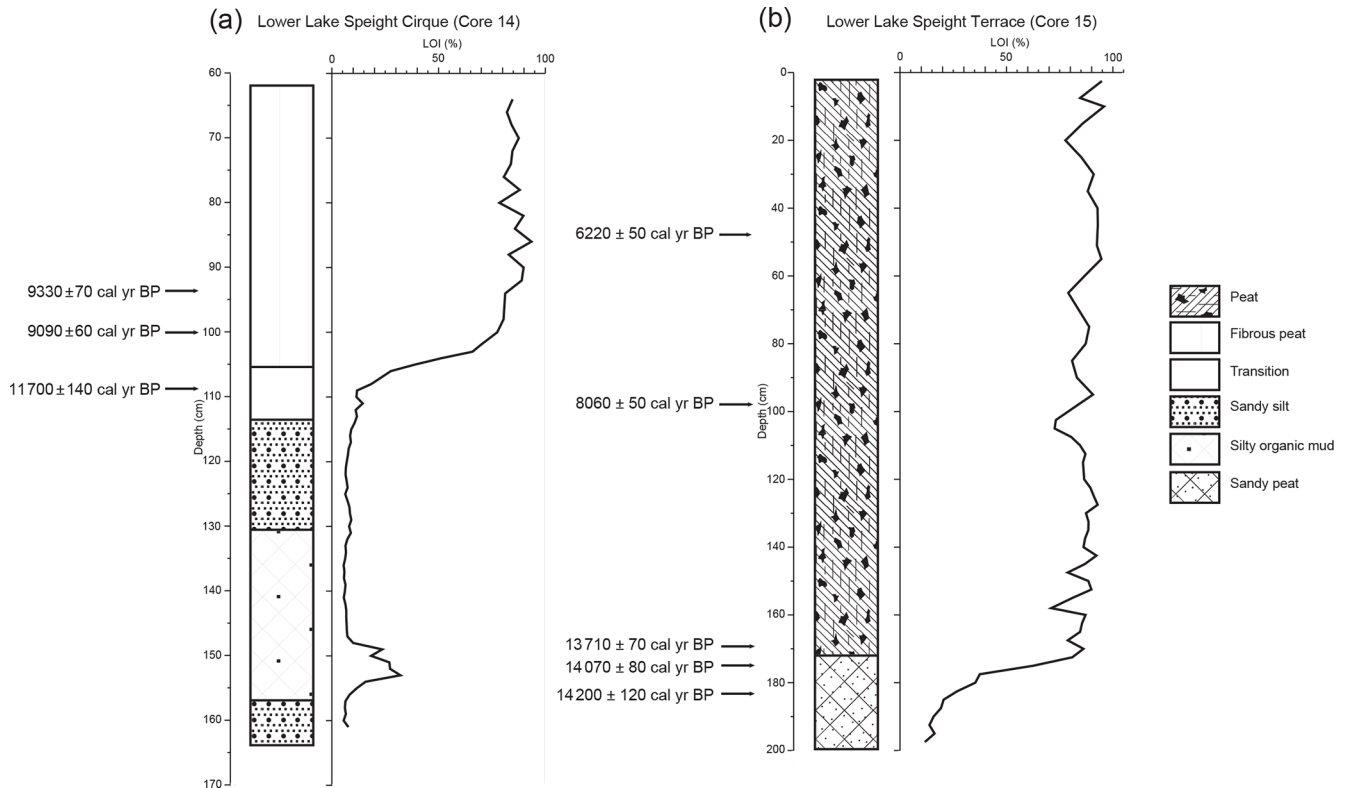 (a) Lower Lake Speight Cirque (Core 14)
LOI (%)
0 50 100
60
70
80
90
100
110
120
130
140
150
160
170
Depth (cm)
9330±70 cal yr BP
9090±60 cal yr BP
11700±140 cal yr BP
(b) Lower Lake Speight Terrace (Core 15)
LOI (%)
0 50 100
0
20
40
60
80
100
120
140
160
180
200
Depth (cm)
6220 ± 50 cal yr BP
8060 ± 50 cal yr BP
13710 ± 70 cal yr BP
14070 ± 80 cal yr BP
14200 ± 120 cal yr BP
Peat
Fibrous peat
Transition
Sandy silt
Silty organic mud
Sandy peat